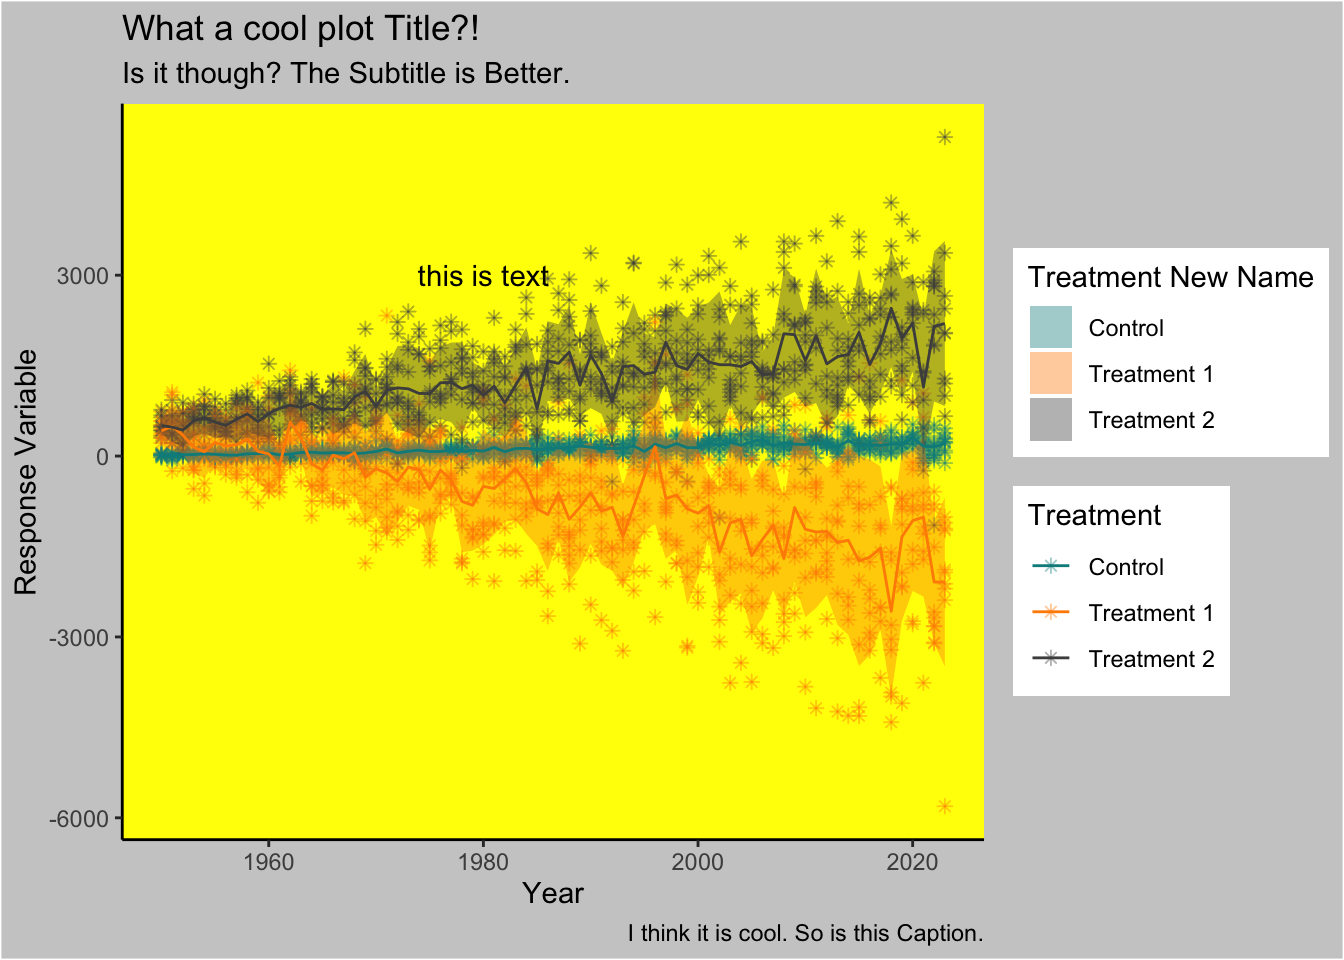 What a cool plot Title?!
Is it though? The Subtitle is Better.
this is text
3000
0
-3000
-6000
Response Variable
1960
1980
2000
2020
Year
I think it is cool. So is this Caption.
Treatment New Name
Control
Treatment 1
Treatment 2
Treatment
Control
Treatment 1
Treatment 2